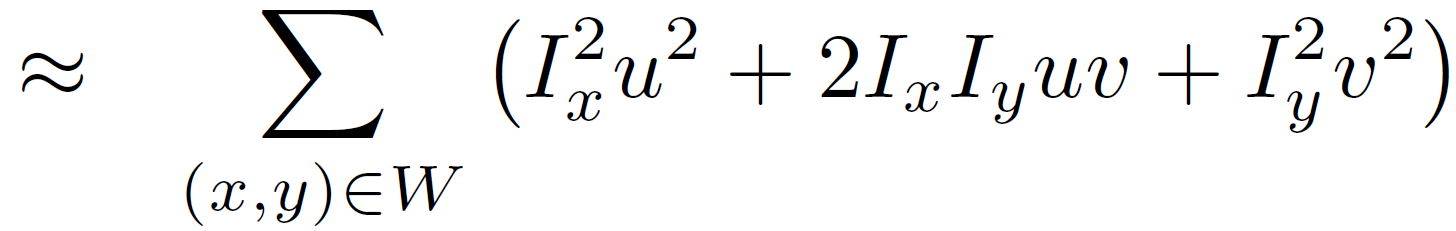 ≈ ∑ (I_x^2 u^2 + 2I_x I_y uv + I_y^2 v^2)
(x,y)∈W